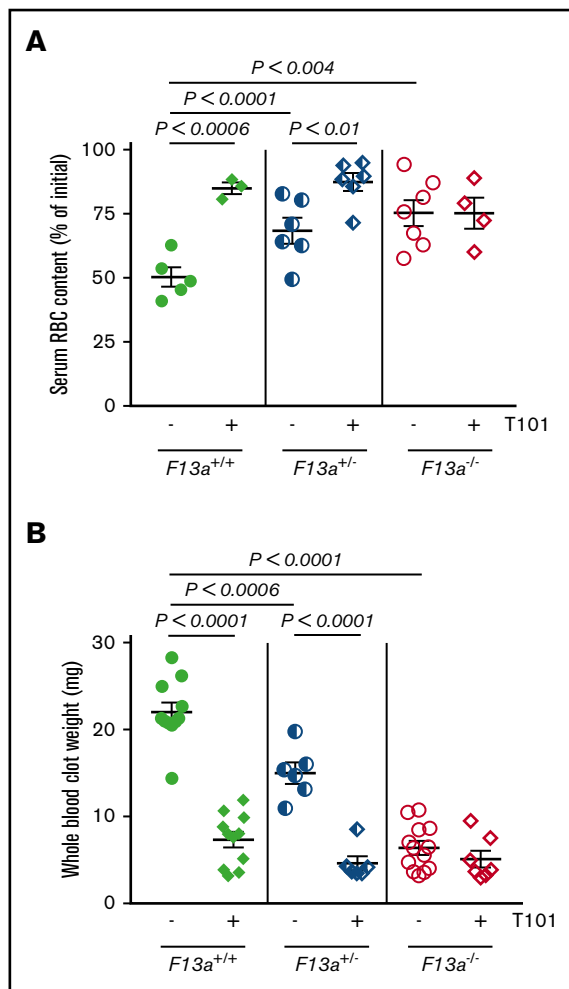 A
P < 0.004
P < 0.0001
P < 0.0006 P < 0.01
Serum RBC content (% of initial)
100
75
50
25
0
- + - + - + T101
F13a+/+ F13a+/- F13a-/-
B
P < 0.0001
P < 0.0006
P < 0.0001 P < 0.0001
Whole blood clot weight (mg)
30
20
10
0
- + - + - + T101
F13a+/+ F13a+/- F13a-/-